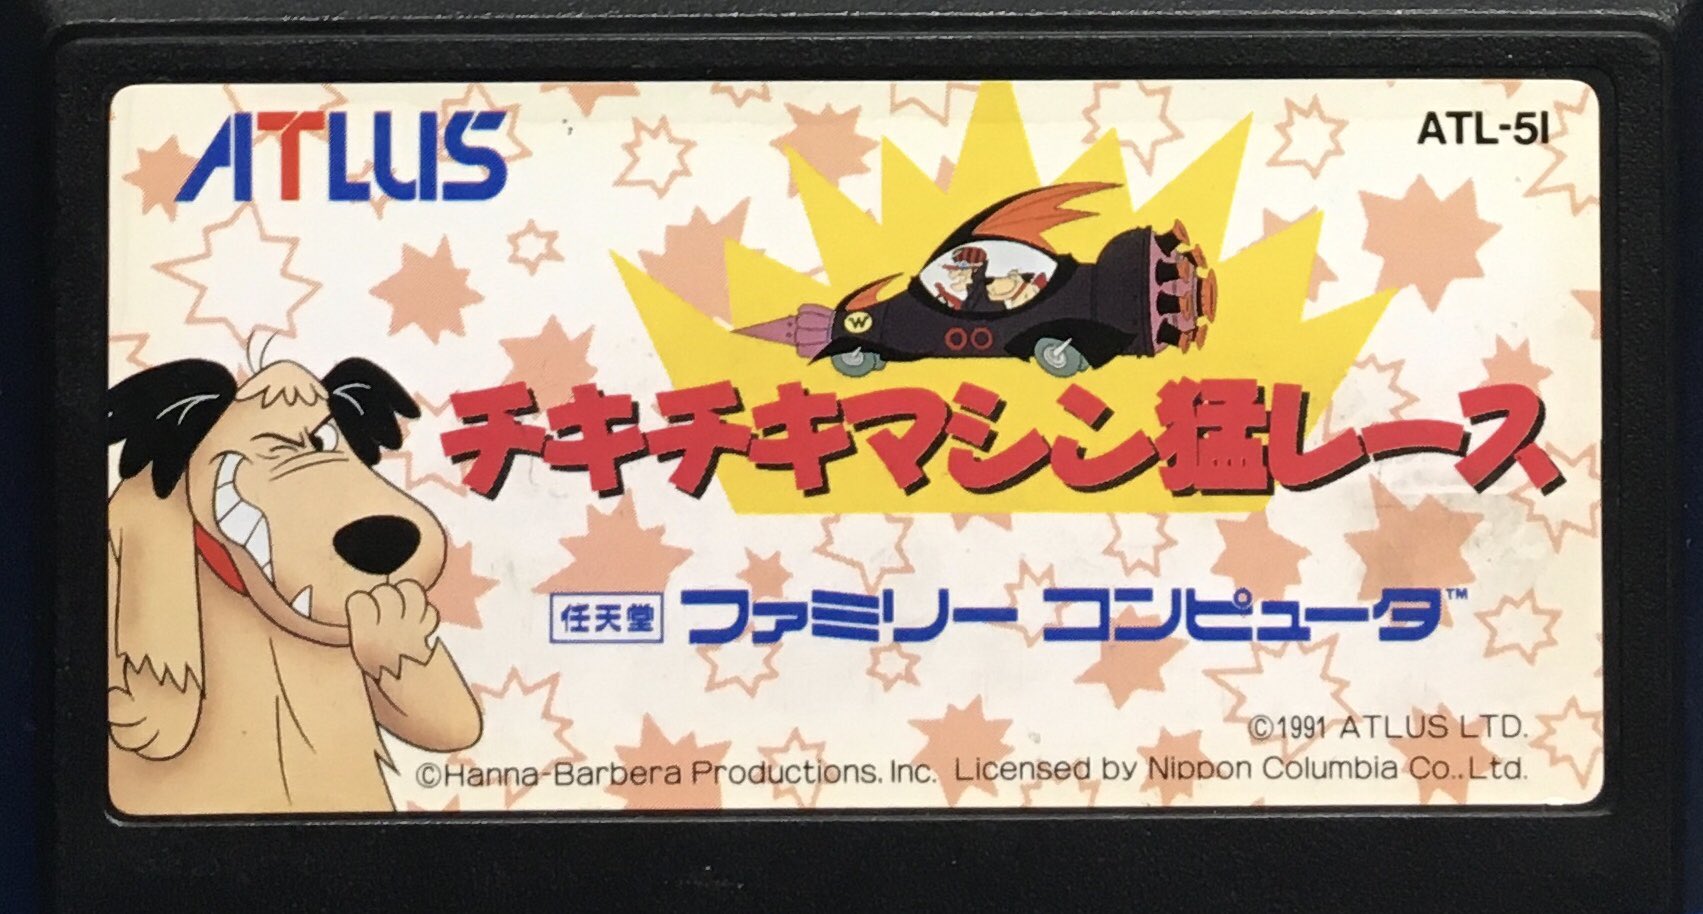 ATLUS
ATL-51
W
チキチキマシン猛レース
任天堂 ファミリー コンピュータ™
©1991 ATLUS LTD.
©Hanna-Barbera Productions, Inc. Licensed by Nippon Columbia Co., Ltd.